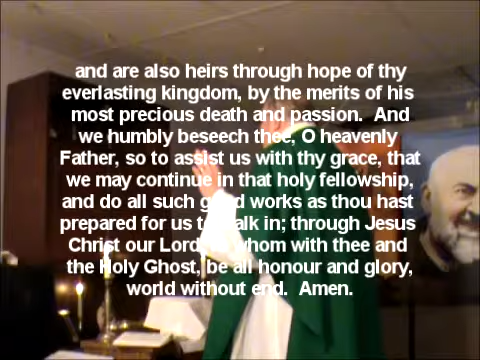 and are also heirs through hope of thy
everlasting kingdom, by the merits of his
most precious death and passion. And
we humbly beseech thee, O heavenly
Father, so to assist us with thy grace, that
we may continue in that holy fellowship,
and do all such good works as thou hast
prepared for us to walk in; through Jesus
Christ our Lord, to whom with thee and
the Holy Ghost, be all honour and glory,
world without end. Amen.